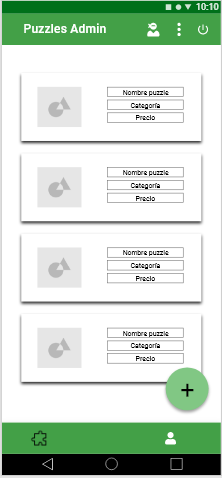 10:10
Puzzles Admin
Nombre puzzle
Categoría
Precio
Nombre puzzle
Categoría
Precio
Nombre puzzle
Categoría
Precio
Nombre puzzle
Categoría
Precio
+